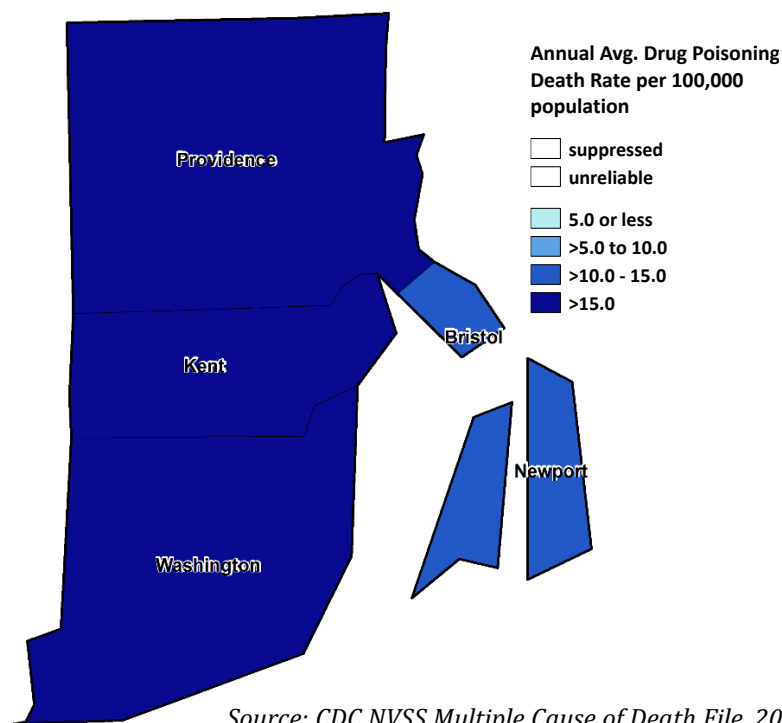 Annual Avg. Drug Poisoning
Death Rate per 100,000
population
suppressed
unreliable
5.0 or less
>5.0 to 10.0
>10.0 - 15.0
>15.0
Providence
Bristol
Kent
Newport
Washington
Source: CDC NVSS Multiple Cause of Death File, 20